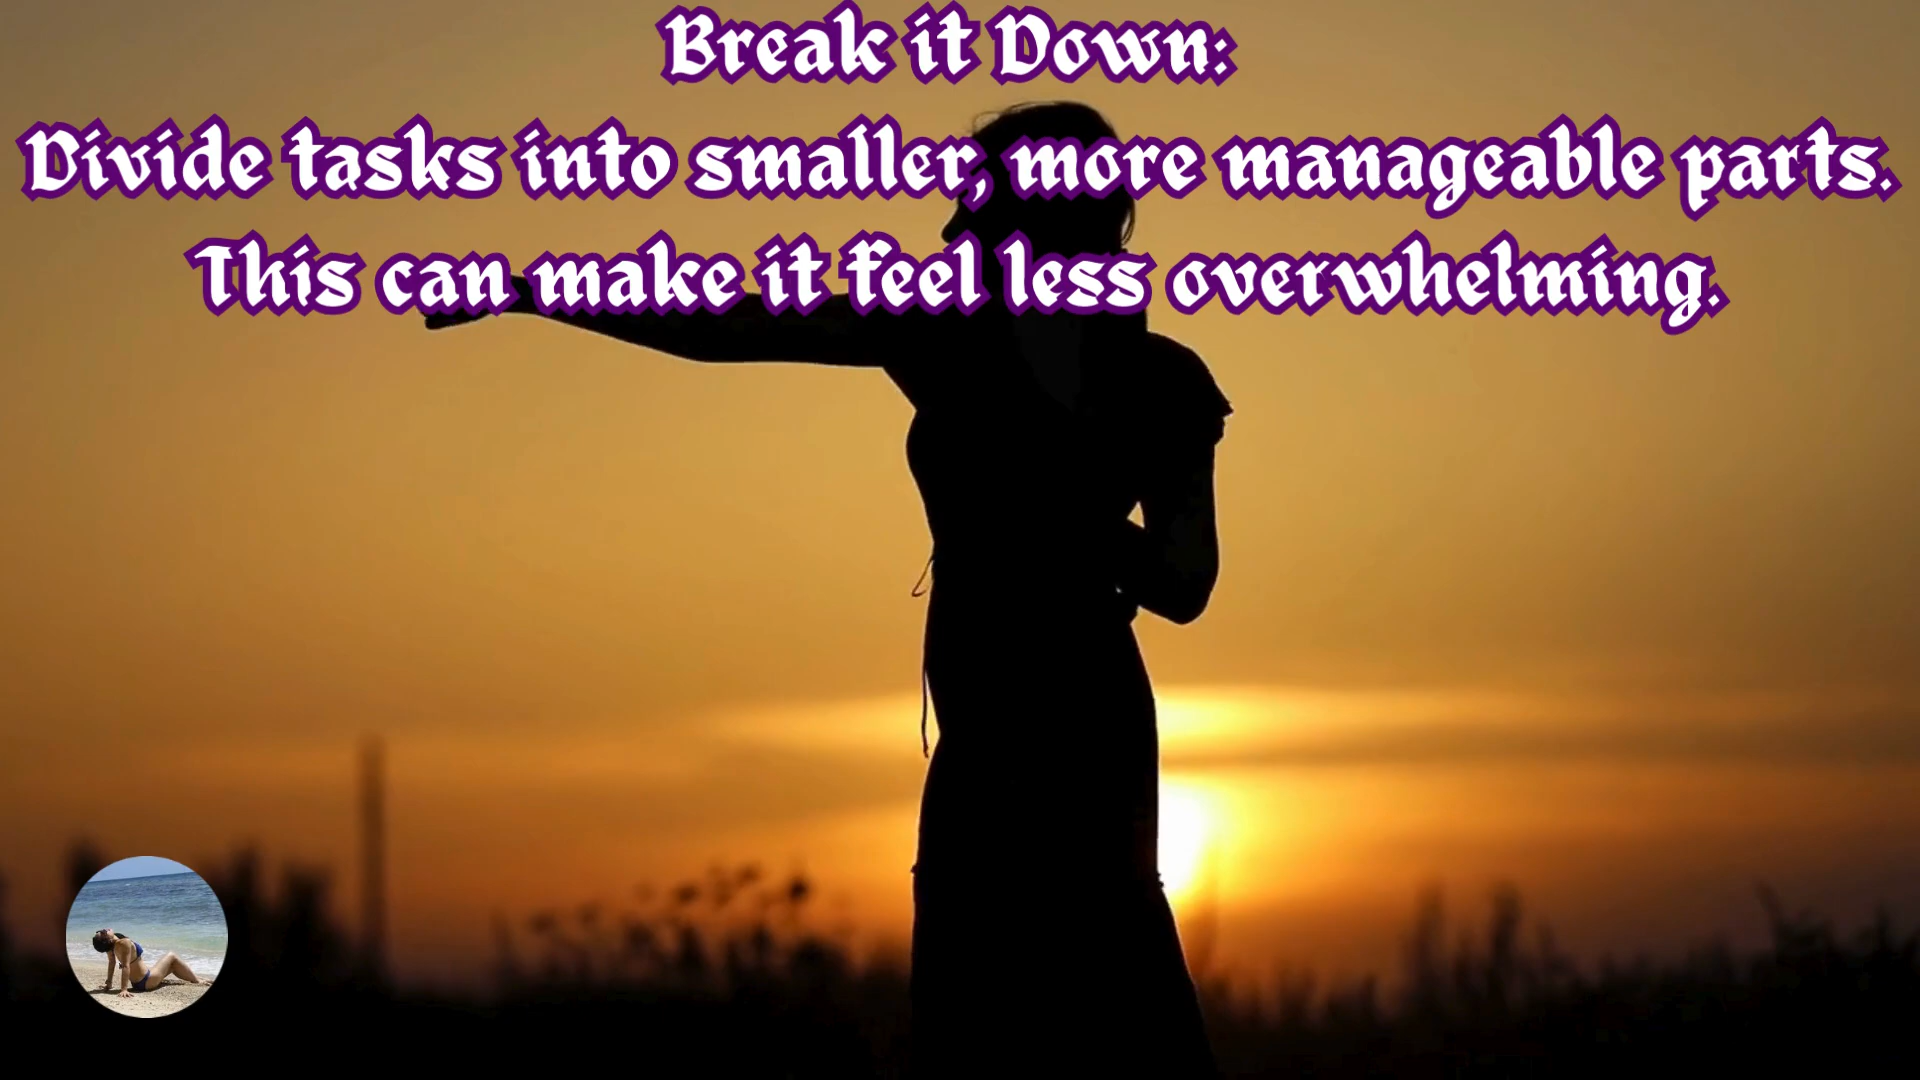 Break it Down:
Divide tasks into smaller, more manageable parts.
This can make it feel less overwhelming.